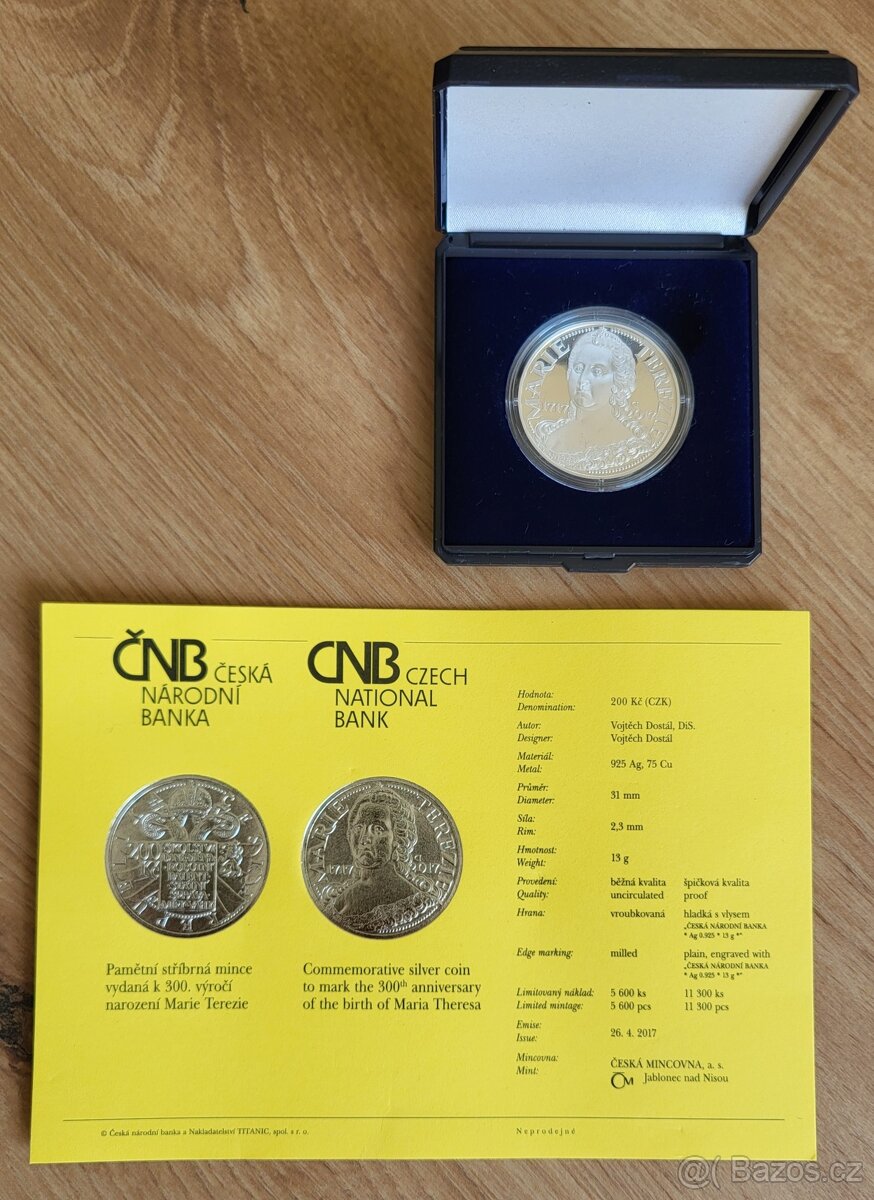 MARIE TEREZIE
1717 2017
ČNB ČESKÁ
NÁRODNÍ
BANKA
CNB CZECH
NATIONAL
BANK
200
Kč
MARIE TEREZIE
1717 2017
Pamětní stříbrná mince
vydaná k 300. výročí
narození Marie Terezie
Commemorative silver coin
to mark the 300th anniversary
of the birth of Maria Theresa
Hodnota:
Denomination: 200 Kč (CZK)
Autor: Vojtěch Dostál, DiS.
Designer: Vojtěch Dostál
Materiál:
Metal: 925 Ag, 75 Cu
Průměr:
Diameter: 31 mm
Síla:
Rim: 2,3 mm
Hmotnost:
Weight: 13 g
Provedení: běžná kvalita špičková kvalita
Quality: uncirculated proof
Hrana: vroubkovaná hladká s vlysem
„ČESKÁ NÁRODNÍ BANKA
* Ag 0.925 * 13 g *“
Edge marking: milled plain, engraved with
„ČESKÁ NÁRODNÍ BANKA
* Ag 0.925 * 13 g *“
Limitovaný náklad: 5 600 ks 11 300 ks
Limited mintage: 5 600 pcs 11 300 pcs
Emise:
Issue: 26. 4. 2017
Mincovna: ČESKÁ MINCOVNA, a. s.
Mint: ČM Jablonec nad Nisou
© Česká národní banka a Nakladatelství TITANIC, spol. s r. o.
Neprodejné
@( Bazos.cz